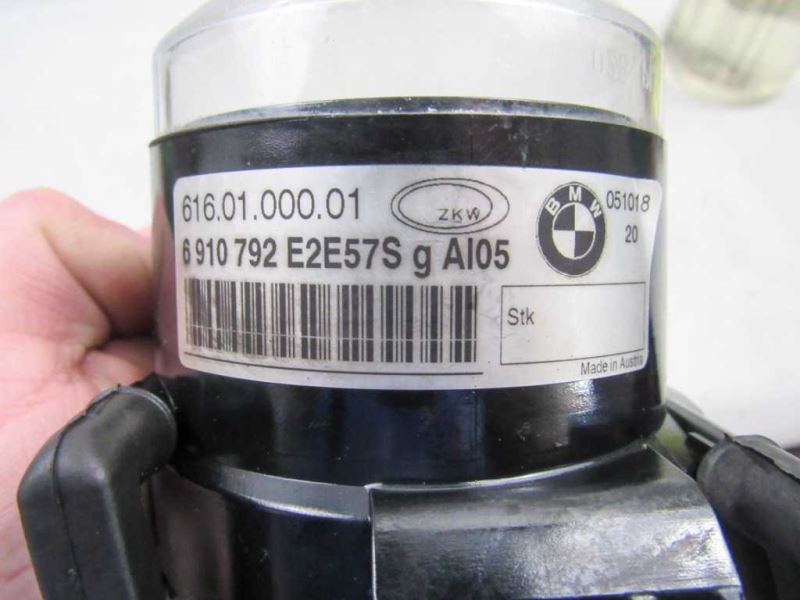 616.01.000.01
ZKW
BMW
051018
20
6 910 792 E2E57S g AI05
Stk
Made in Austria